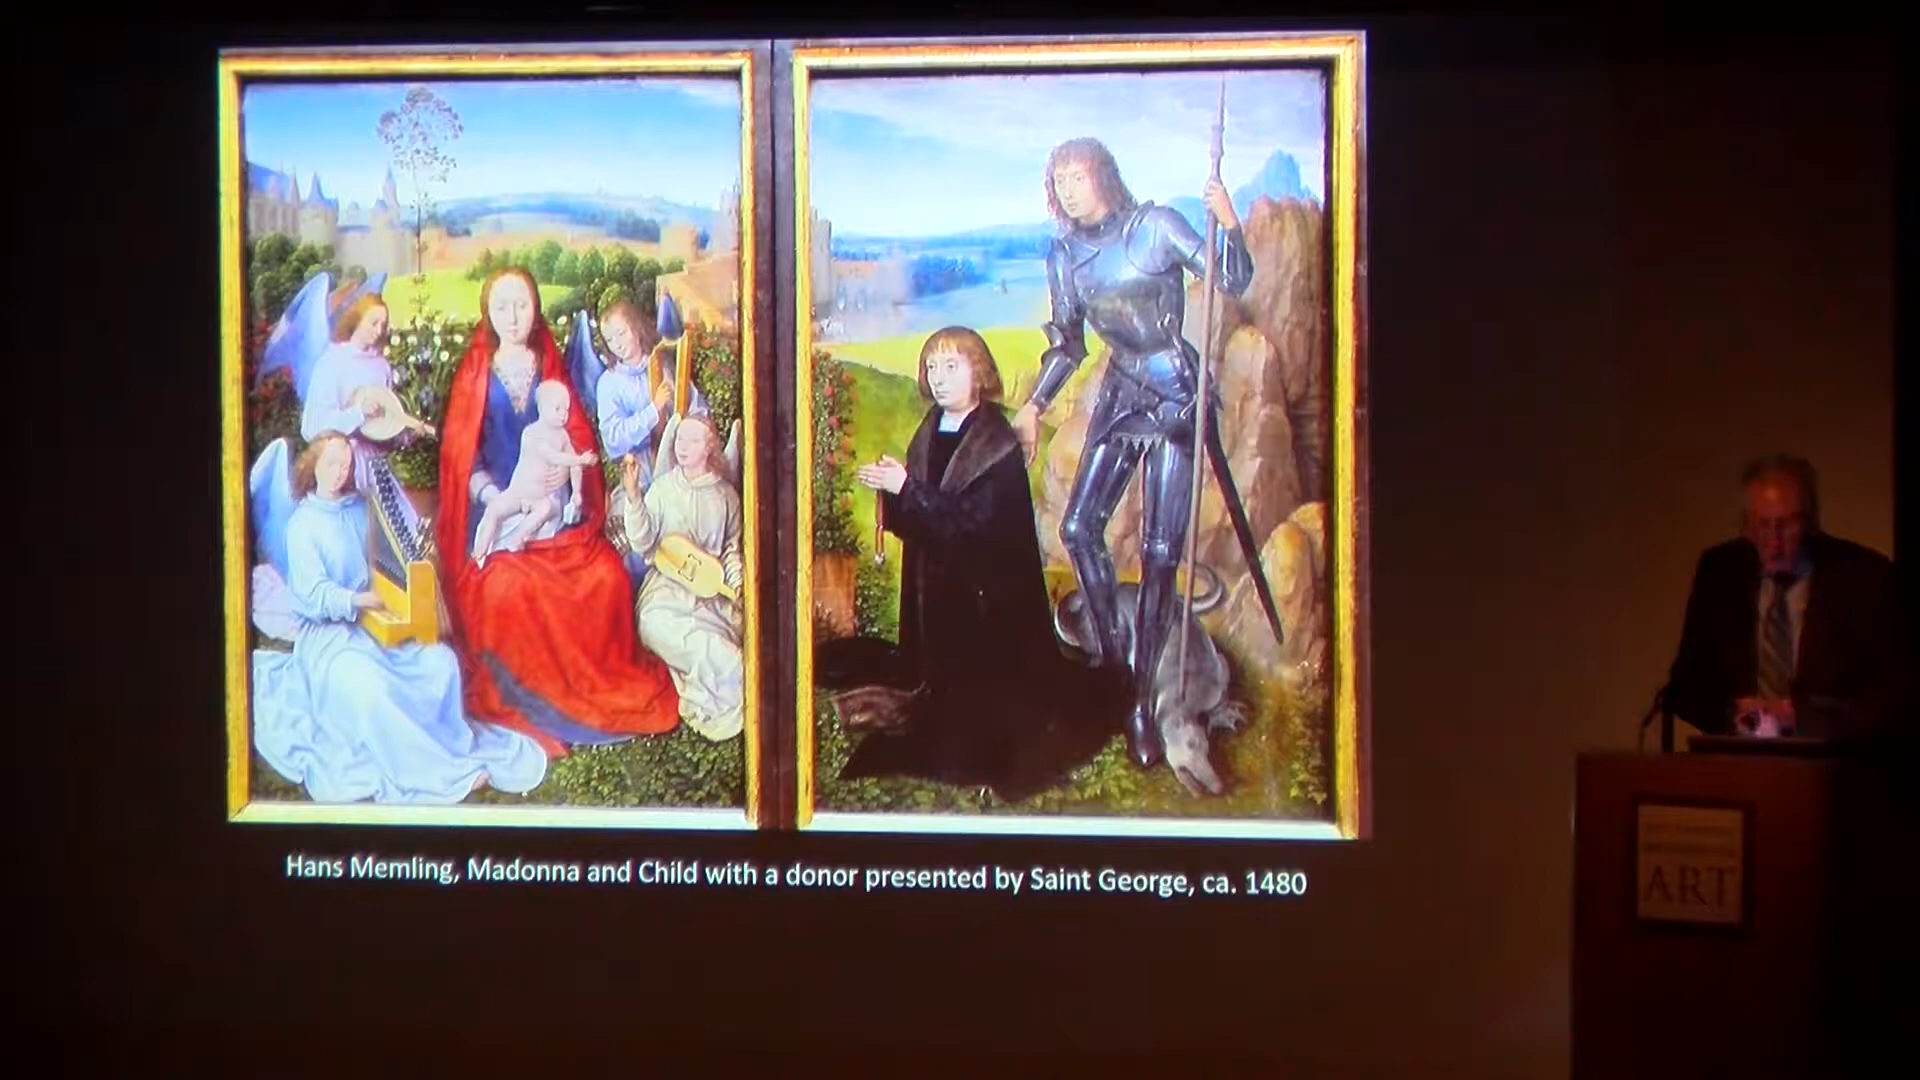 Hans Memling, Madonna and Child with a donor presented by Saint George, ca. 1480
ART